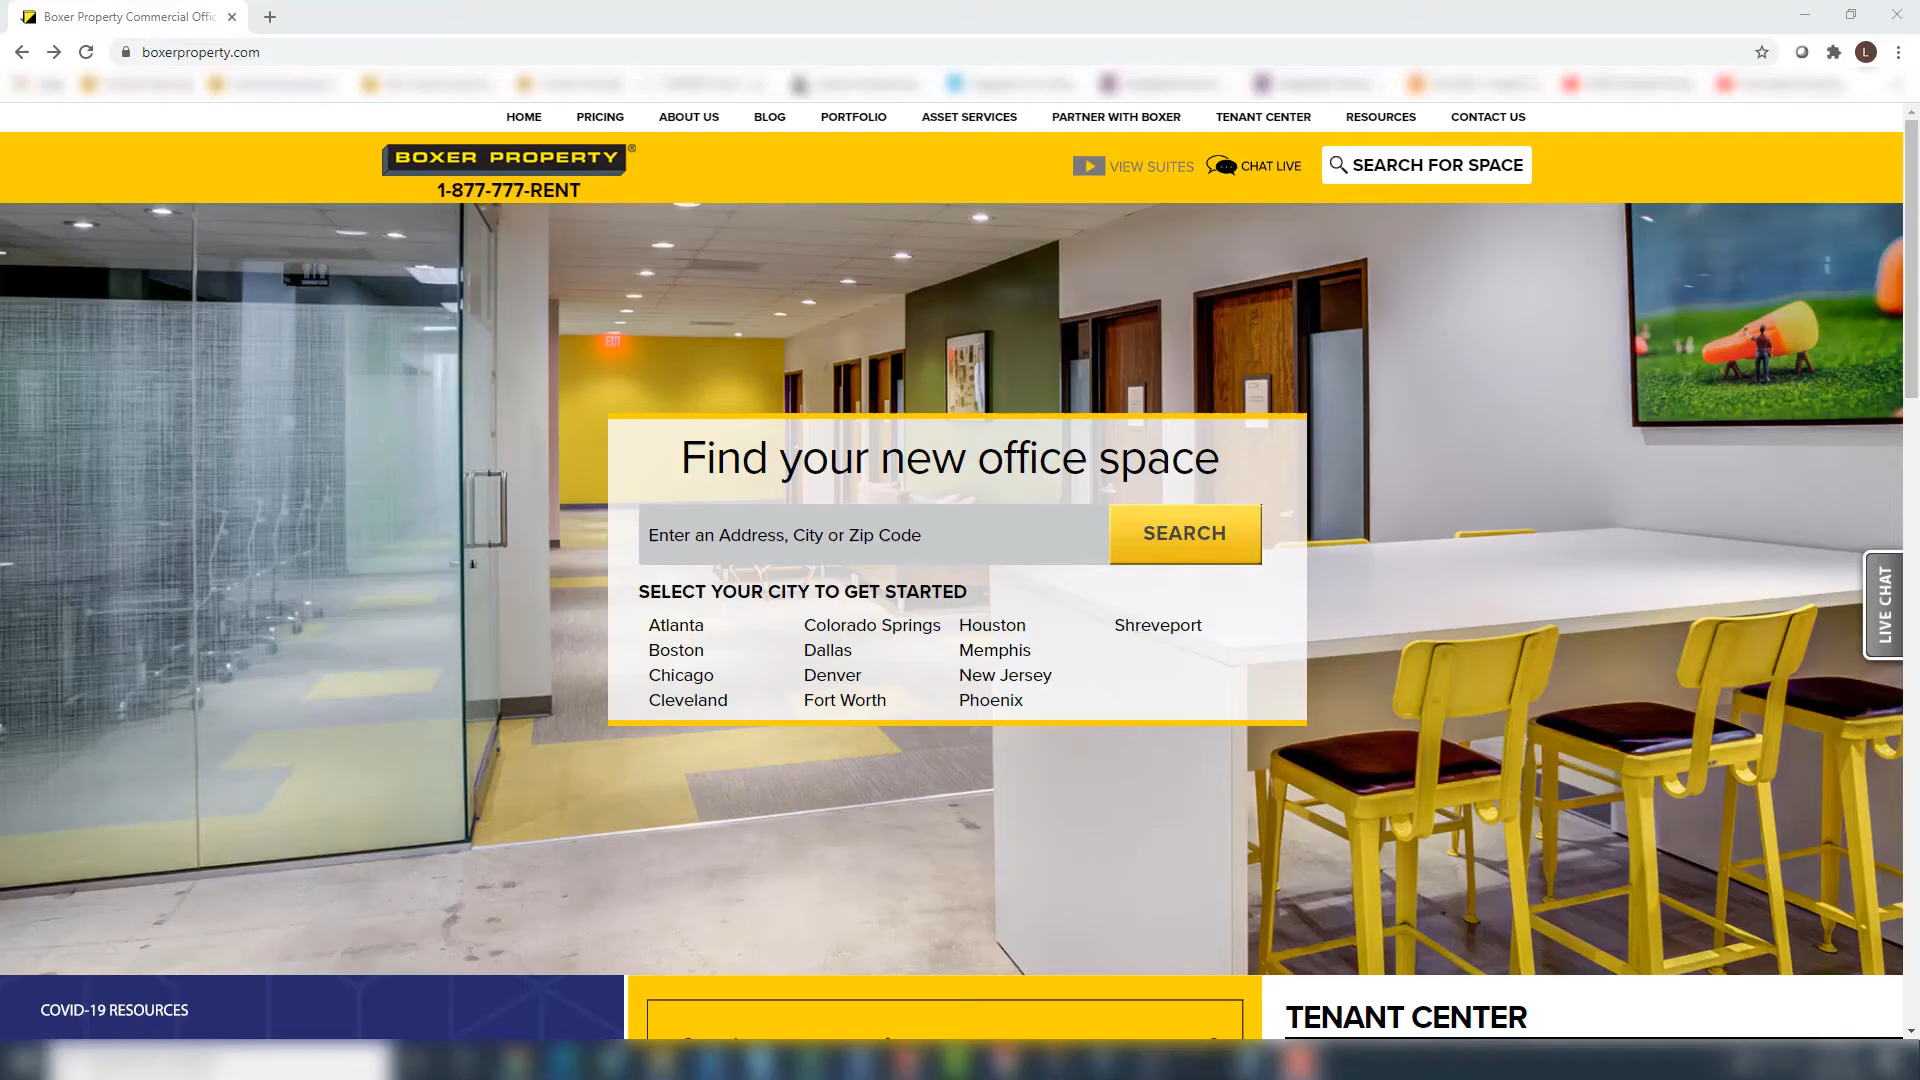 Boxer Property Commercial Offic
boxerproperty.com
L
HOME PRICING ABOUT US BLOG PORTFOLIO ASSET SERVICES PARTNER WITH BOXER TENANT CENTER RESOURCES CONTACT US
BOXER PROPERTY®
1-877-777-RENT
VIEW SUITES
CHAT LIVE
SEARCH FOR SPACE
EXIT
Find your new office space
Enter an Address, City or Zip Code
SEARCH
SELECT YOUR CITY TO GET STARTED
Atlanta Colorado Springs Houston Shreveport
Boston Dallas Memphis
Chicago Denver New Jersey
Cleveland Fort Worth Phoenix
LIVE CHAT
COVID-19 RESOURCES
TENANT CENTER